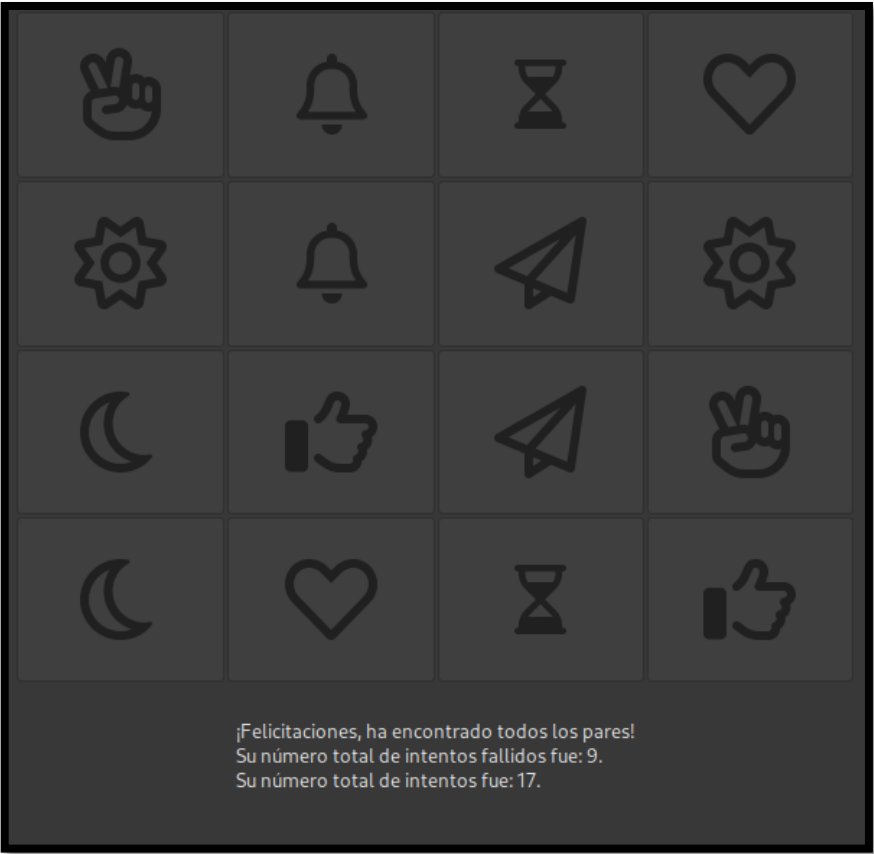 ¡Felicitaciones, ha encontrado todos los pares!
Su número total de intentos fallidos fue: 9.
Su número total de intentos fue: 17.